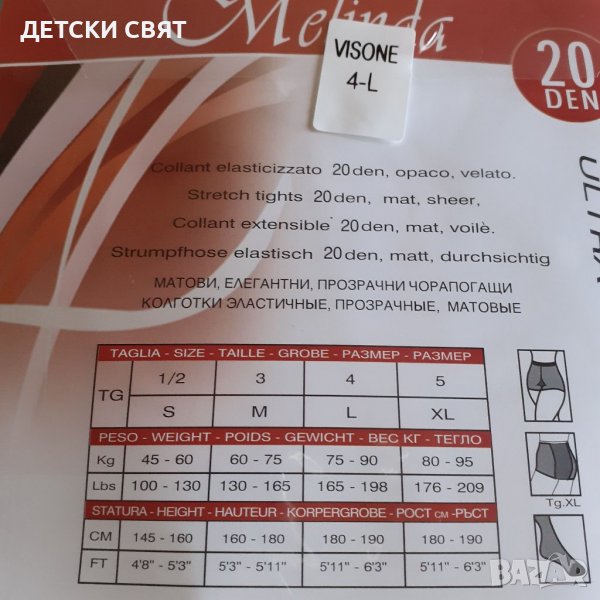 ДЕТСКИ СВЯТ
Melinda
VISONE
4-L
20
DEN
Collant elasticizzato 20den, opaco, velato.
Stretch tights 20den, mat, sheer,
Collant extensible 20den, mat, voilè.
Strumpfhose elastisch 20den, matt, durchsichtig
МАТОВИ, ЕЛЕГАНТНИ, ПРОЗРАЧНИ ЧОРАПОГАЩИ
КОЛГОТКИ ЭЛАСТИЧНЫЕ, ПРОЗРАЧНЫЕ, МАТОВЫЕ
TAGLIA - SIZE - TAILLE - GROBE - РАЗМЕР - РАЗМЕР
TG 1/2 3 4 5
S M L XL
PESO - WEIGHT - POIDS - GEWICHT - ВЕС КГ - ТЕГЛО
Kg 45 - 60 60 - 75 75 - 90 80 - 95
Lbs 100 - 130 130 - 165 165 - 198 176 - 209
STATURA - HEIGHT - HAUTEUR - KORPERGROBE - РОСТ СМ -РЪСТ
CM 145 - 160 160 - 180 180 - 190 180 - 190
FT 4'8" - 5'3" 5'3" - 5'11" 5'11" - 6'3" 5'11" - 6'3"
Tg.XL
BAZAR